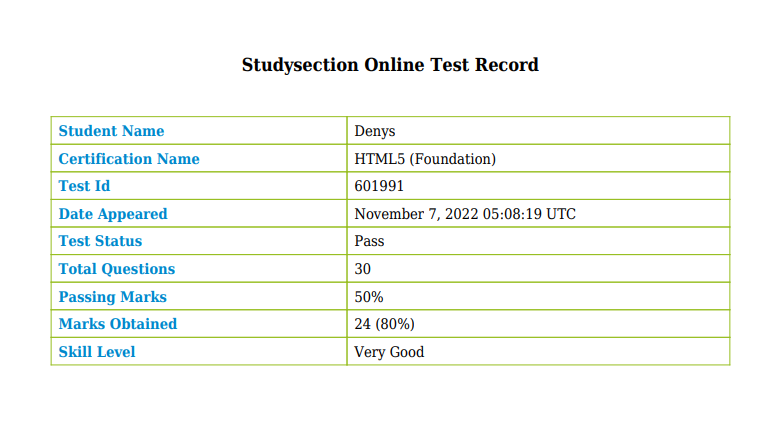 Studysection Online Test Record
Student Name Denys
Certification Name HTML5 (Foundation)
Test Id 601991
Date Appeared November 7, 2022 05:08:19 UTC
Test Status Pass
Total Questions 30
Passing Marks 50%
Marks Obtained 24 (80%)
Skill Level Very Good